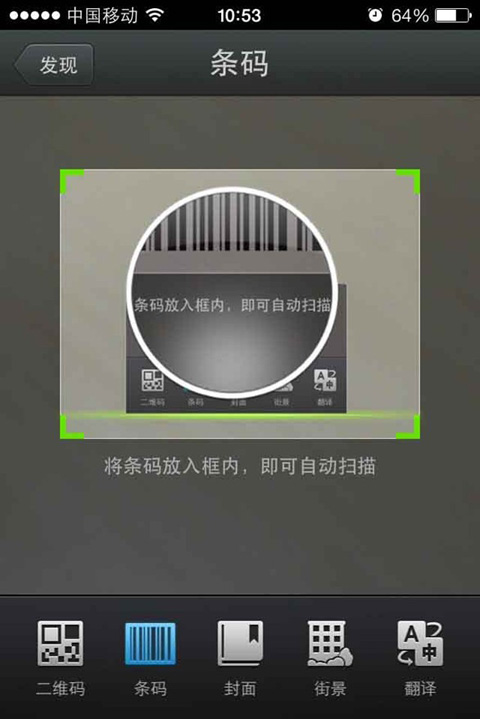 中国移动 10:53 64%
发现 条码
条码放入框内，即可自动扫描
二维码 条码 封面 街景 翻译
将条码放入框内，即可自动扫描
二维码 条码 封面 街景 翻译